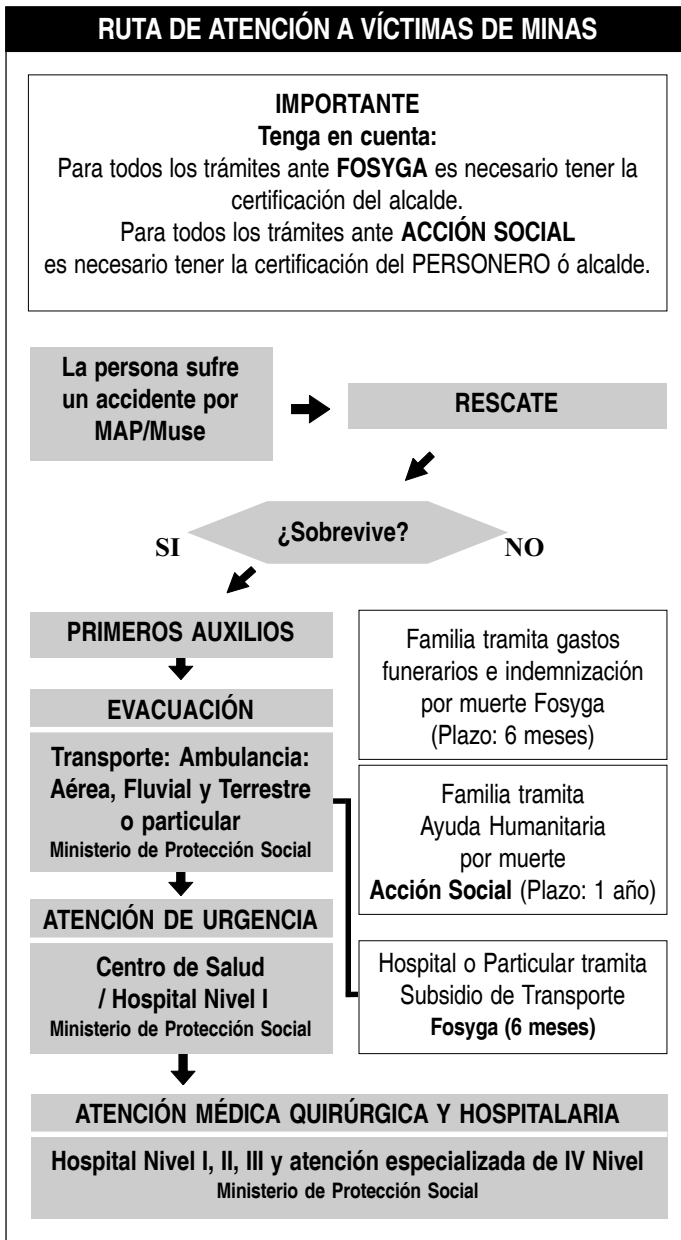 RUTA DE ATENCIÓN A VÍCTIMAS DE MINAS
IMPORTANTE
Tenga en cuenta:
Para todos los trámites ante FOSYGA es necesario tener la
certificación del alcalde.
Para todos los trámites ante ACCIÓN SOCIAL
es necesario tener la certificación del PERSONERO ó alcalde.
La persona sufre
un accidente por
MAP/Muse
RESCATE
¿Sobrevive?
SI
NO
PRIMEROS AUXILIOS
EVACUACIÓN
Transporte: Ambulancia:
Aérea, Fluvial y Terrestre
o particular
Ministerio de Protección Social
ATENCIÓN DE URGENCIA
Centro de Salud
/ Hospital Nivel I
Ministerio de Protección Social
Familia tramita gastos
funerarios e indemnización
por muerte Fosyga
(Plazo: 6 meses)
Familia tramita
Ayuda Humanitaria
por muerte
Acción Social (Plazo: 1 año)
Hospital o Particular tramita
Subsidio de Transporte
Fosyga (6 meses)
ATENCIÓN MÉDICA QUIRÚRGICA Y HOSPITALARIA
Hospital Nivel I, II, III y atención especializada de IV Nivel
Ministerio de Protección Social